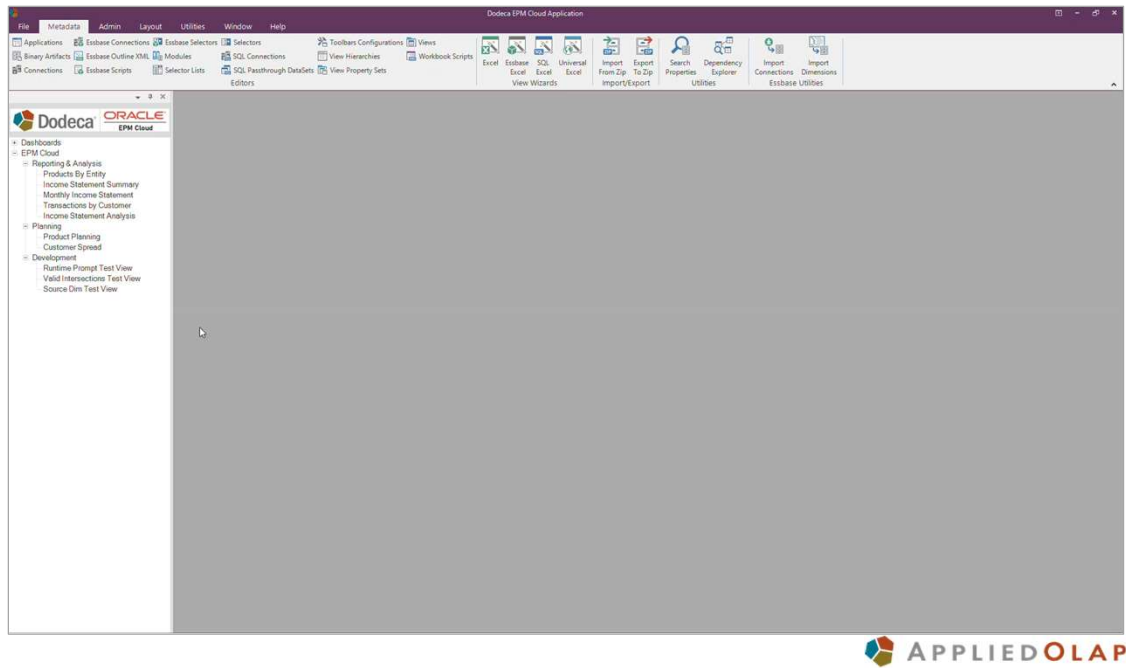 Dodeca EPM Cloud Application
File Metadata Admin Layout Utilities Window Help
Applications Essbase Connections Essbase Selectors Selectors Toolbars Configurations Views
Binary Artifacts Essbase Outline XML Modules SQL Connections View Hierarchies Workbook Scripts
Connections Essbase Scripts Selector Lists SQL Passthrough DataSets View Property Sets
Editors
Excel Essbase Excel SQL Excel Universal Excel
View Wizards
Import From Zip Export To Zip
Import/Export
Search Properties Dependency Explorer
Utilities
Import Connections Import Dimensions
Essbase Utilities
Dodeca ORACLE
EPM Cloud
Dashboards
EPM Cloud
Reporting & Analysis
Products By Entity
Income Statement Summary
Monthly Income Statement
Transactions by Customer
Income Statement Analysis
Planning
Product Planning
Customer Spread
Development
Runtime Prompt Test View
Valid Intersections Test View
Source Dim Test View
APPLIEDOLAP